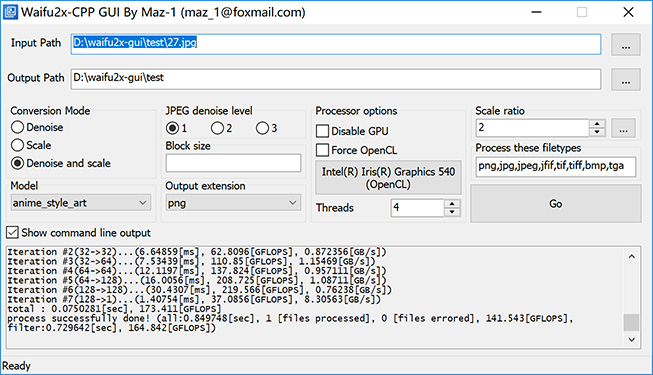 Waifu2x-CPP GUI By Maz-1 (maz_1@foxmail.com)
Input Path
D:\waifu2x-gui\test\27.jpg
...
Output Path
D:\waifu2x-gui\test
...
Conversion Mode
Denoise
Scale
Denoise and scale
JPEG denoise level
1 2 3
Block size
Processor options
Disable GPU
Force OpenCL
Intel(R) Iris(R) Graphics 540
(OpenCL)
Scale ratio
2
...
Process these filetypes
png,jpg,jpeg,jfif,tif,tiff,bmp,tga
Model
anime_style_art
Output extension
png
Threads
4
Go
Show command line output
Iteration #2(32->32)...(6.64859[ms], 62.8096[GFLOPS], 0.872356[GB/s])
Iteration #3(32->64)...(7.53439[ms], 110.85[GFLOPS], 1.15469[GB/s])
Iteration #4(64->64)...(12.1197[ms], 137.824[GFLOPS], 0.957111[GB/s])
Iteration #5(64->128)...(16.0056[ms], 208.725[GFLOPS], 1.08711[GB/s])
Iteration #6(128->128)...(30.4307[ms], 219.566[GFLOPS], 0.76238[GB/s])
Iteration #7(128->1)...(1.40754[ms], 37.0856[GFLOPS], 8.30563[GB/s])
total : 0.0750281[sec], 173.411[GFLOPS]
process successfully done! (all:0.849748[sec], 1 [files processed], 0 [files errored], 141.543[GFLOPS],
filter:0.729642[sec], 164.842[GFLOPS])
Ready